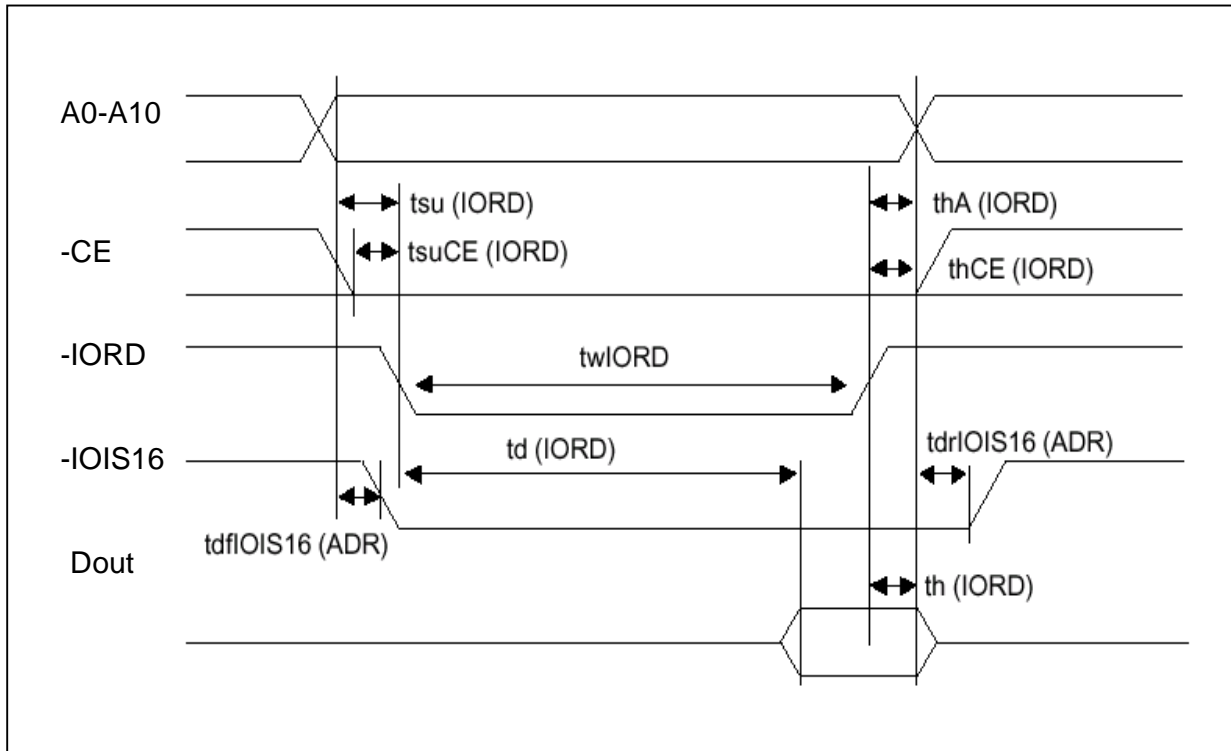 A0-A10
tsu (IORD)
thA (IORD)
-CE
tsuCE (IORD)
thCE (IORD)
-IORD
twIORD
-IOIS16
td (IORD)
tdrIOIS16 (ADR)
tdfIOIS16 (ADR)
Dout
th (IORD)